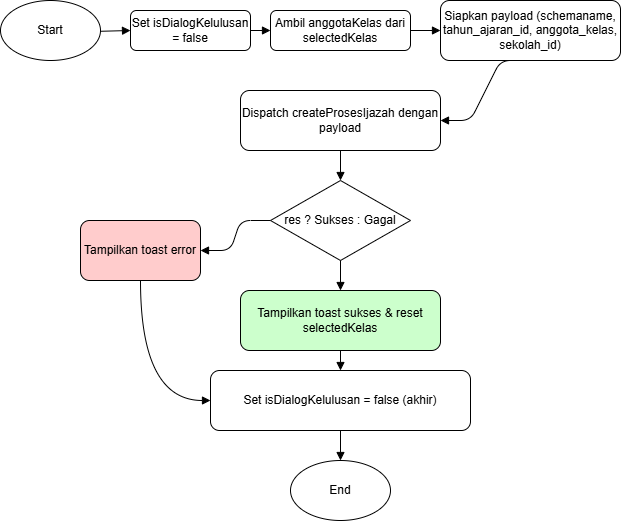 Start
Set isDialogKelulusan
= false
Ambil anggotaKelas dari
selectedKelas
Siapkan payload (schemaname,
tahun_ajaran_id, anggota_kelas,
sekolah_id)
Dispatch createProsesIjazah dengan
payload
res ? Sukses : Gagal
Tampilkan toast error
Tampilkan toast sukses & reset
selectedKelas
Set isDialogKelulusan = false (akhir)
End